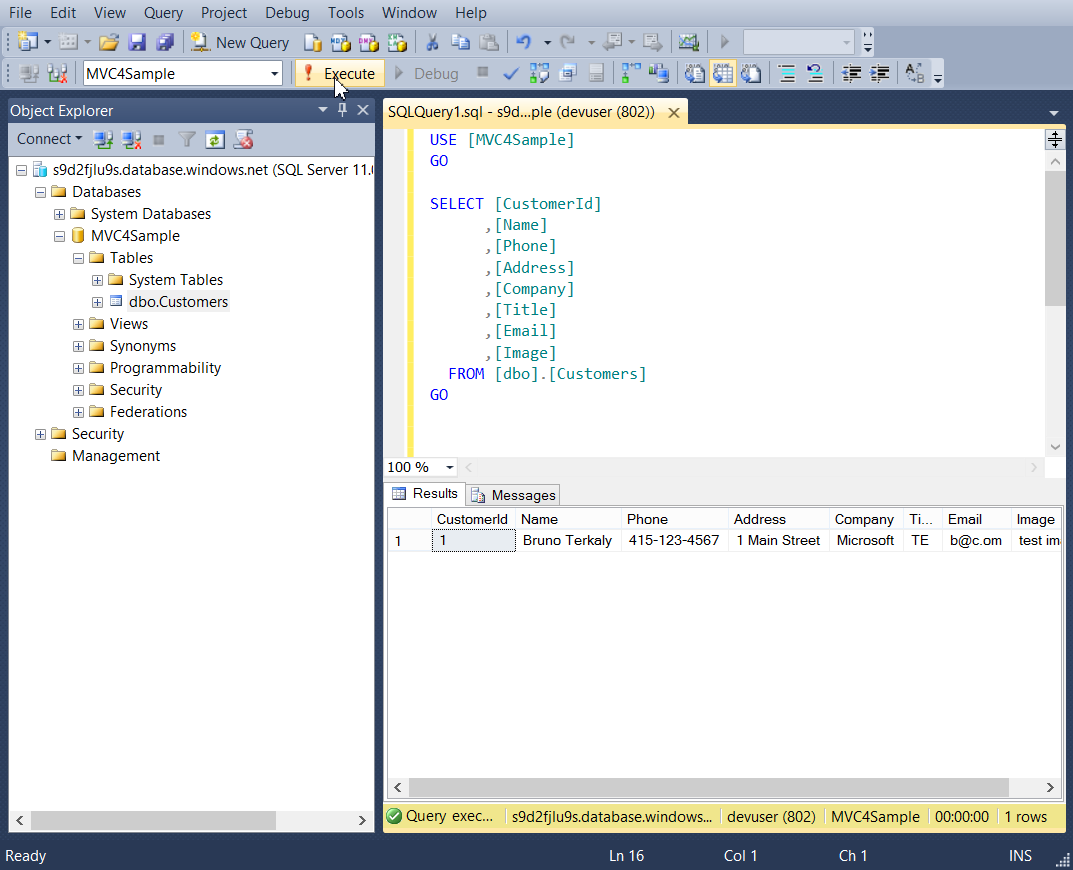 File Edit View Query Project Debug Tools Window Help
New Query
MVC4Sample Execute Debug
Object Explorer
Connect
s9d2fjlu9s.database.windows.net (SQL Server 11.
Databases
System Databases
MVC4Sample
Tables
System Tables
dbo.Customers
Views
Synonyms
Programmability
Security
Federations
Security
Management
SQLQuery1.sql - s9d...ple (devuser (802))
USE [MVC4Sample]
GO
SELECT [CustomerId]
,[Name]
,[Phone]
,[Address]
,[Company]
,[Title]
,[Email]
,[Image]
FROM [dbo].[Customers]
GO
100 %
Results Messages
CustomerId Name Phone Address Company Ti... Email Image
1 1 Bruno Terkaly 415-123-4567 1 Main Street Microsoft TE b@c.om test im
Query exec... s9d2fjlu9s.database.windows... devuser (802) MVC4Sample 00:00:00 1 rows
Ready Ln 16 Col 1 Ch 1 INS